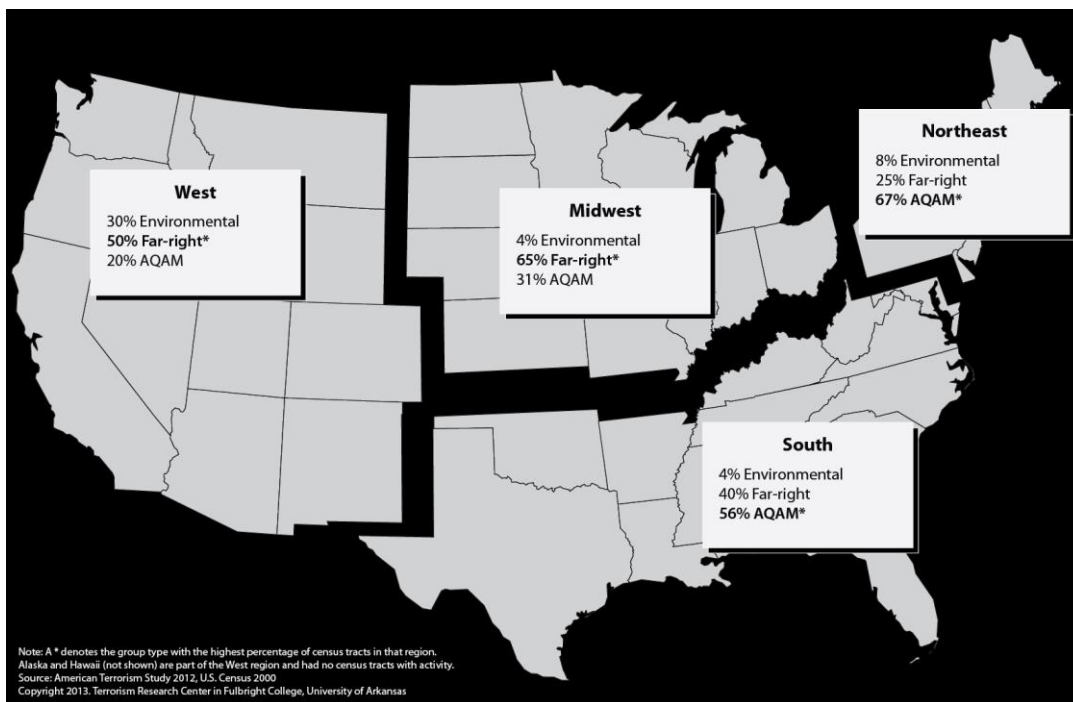 Northeast
8% Environmental
25% Far-right
67% AQAM*
West
30% Environmental
50% Far-right*
20% AQAM
Midwest
4% Environmental
65% Far-right*
31% AQAM
South
4% Environmental
40% Far-right
56% AQAM*
Note: A * denotes the group type with the highest percentage of census tracts in that region.
Alaska and Hawaii (not shown) are part of the West region and had no census tracts with activity.
Source: American Terrorism Study 2012, U.S. Census 2000
Copyright 2013. Terrorism Research Center in Fulbright College, University of Arkansas